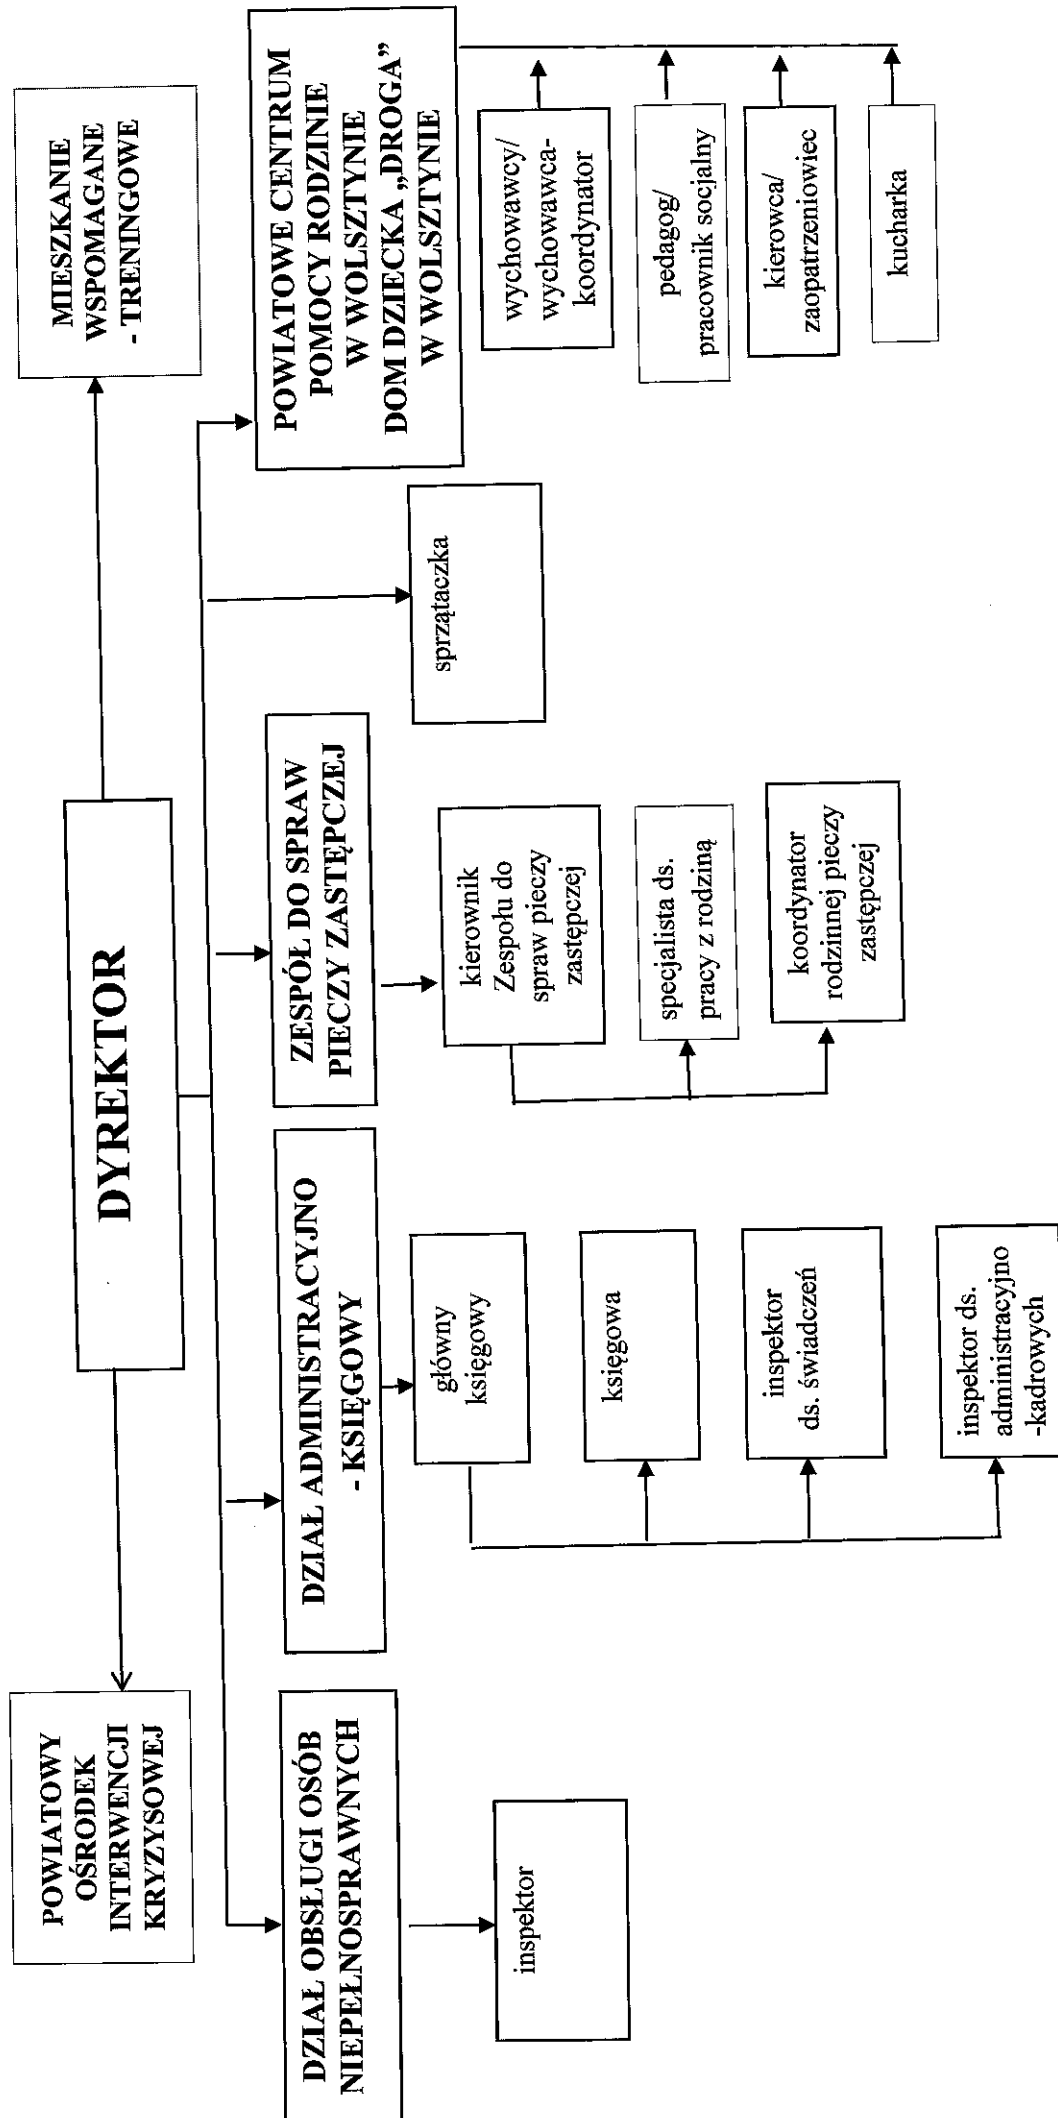 POWIATOWY
OŚRODEK
INTERWENCJI
KRYZYSOWEJ
DYREKTOR
MIESZKANIE
WSPOMAGANE
- TRENINGOWE
DZIAŁ OBSŁUGI OSÓB
NIEPEŁNOSPRAWNYCH
inspektor
DZIAŁ ADMINISTRACYJNO
- KSIĘGOWY
główny
księgowy
księgowa
inspektor
ds. świadczeń
inspektor ds.
administracyjno
-kadrowych
ZESPÓŁ DO SPRAW
PIECZY ZASTĘPCZEJ
kierownik
Zespołu do
spraw pieczy
zastępczej
specjalista ds.
pracy z rodziną
koordynator
rodzinnej pieczy
zastępczej
sprzątaczka
POWIATOWE CENTRUM
POMOCY RODZINIE
W WOLSZTYNIE
DOM DZIECKA „DROGA”
W WOLSZTYNIE
wychowawcy/
wychowawca-
koordynator
pedagog/
pracownik socjalny
kierowca/
zaopatrzeniowiec
kucharka